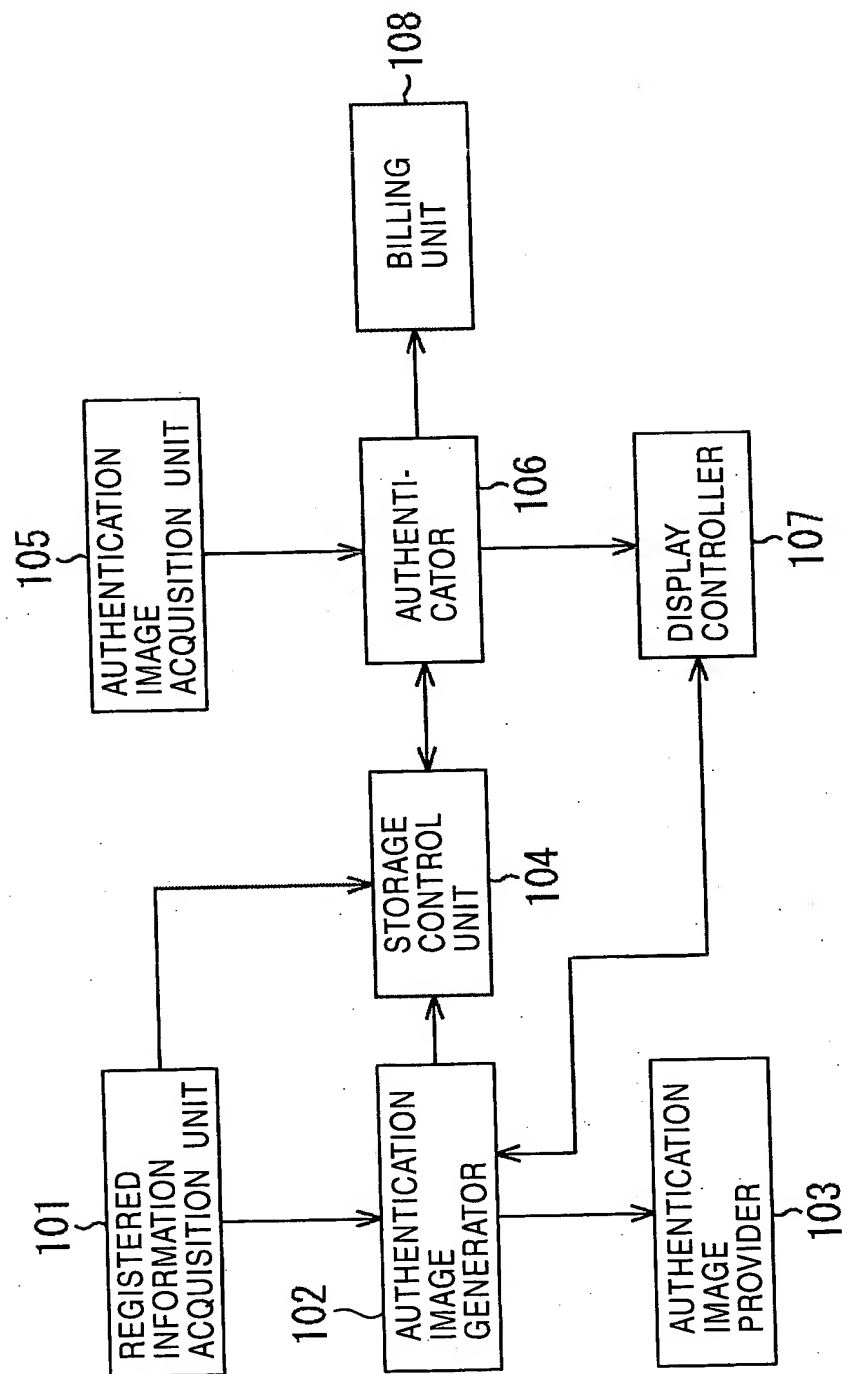 101
REGISTERED
INFORMATION
ACQUISITION UNIT
105
AUTHENTICATION
IMAGE
ACQUISITION UNIT
102
AUTHENTICATION
IMAGE
GENERATOR
STORAGE
CONTROL
UNIT
104
AUTHENTI-
CATOR
106
BILLING
UNIT
108
AUTHENTICATION
IMAGE
PROVIDER
103
DISPLAY
CONTROLLER
107